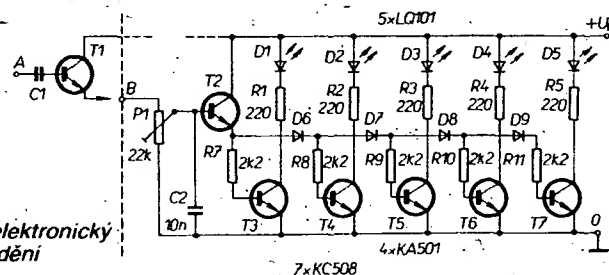 5xLQ101
+U
T1
D1
D2
D3
D4
D5
A
C1
B
T2
R1
220
R2
220
R3
220
R4
220
R5
220
P1
22k
D6
D7
D8
D9
R7
2k2
R8
2k2
R9
2k2
R10
2k2
R11
2k2
C2
10n
T3
T4
T5
T6
T7
0
elektronický
dění
4xKA501
7xKC508